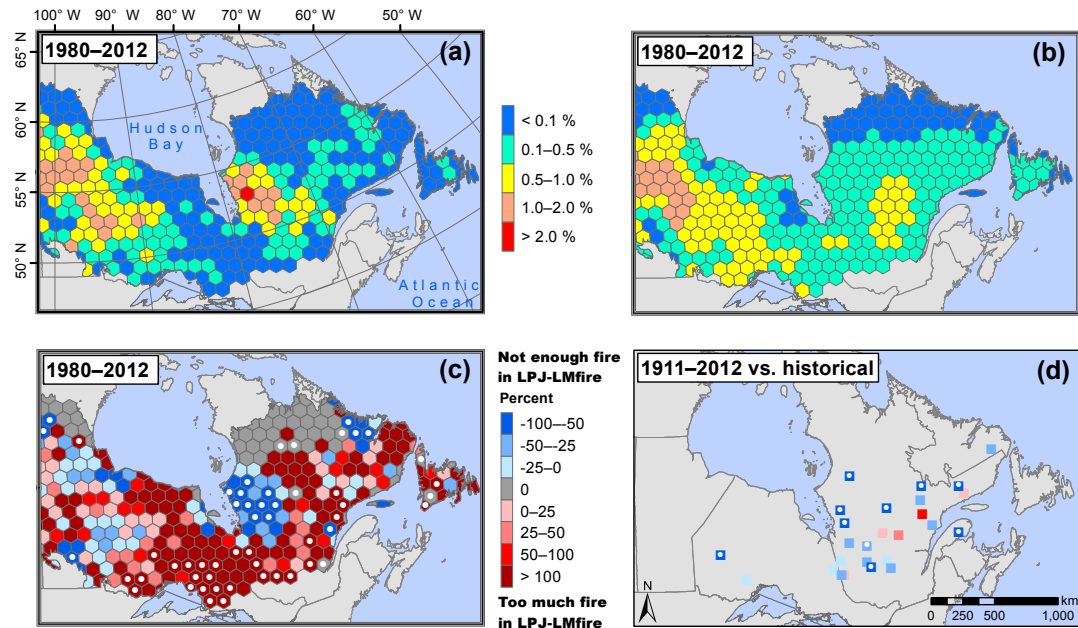 100° W 90° W 80° W 70° W 60° W 50° W
65° N
60° N
55° N
50° N
1980–2012
(a)
Hudson
Bay
Atlantic
Ocean
< 0.1 %
0.1–0.5 %
0.5–1.0 %
1.0–2.0 %
> 2.0 %
1980–2012
(b)
1980–2012
(c)
Not enough fire
in LPJ-LMfire
Percent
-100–-50
-50–-25
-25–0
0
0–25
25–50
50–100
> 100
Too much fire
in LPJ-LMfire
1911–2012 vs. historical
(d)
N
km
0 250 500 1,000